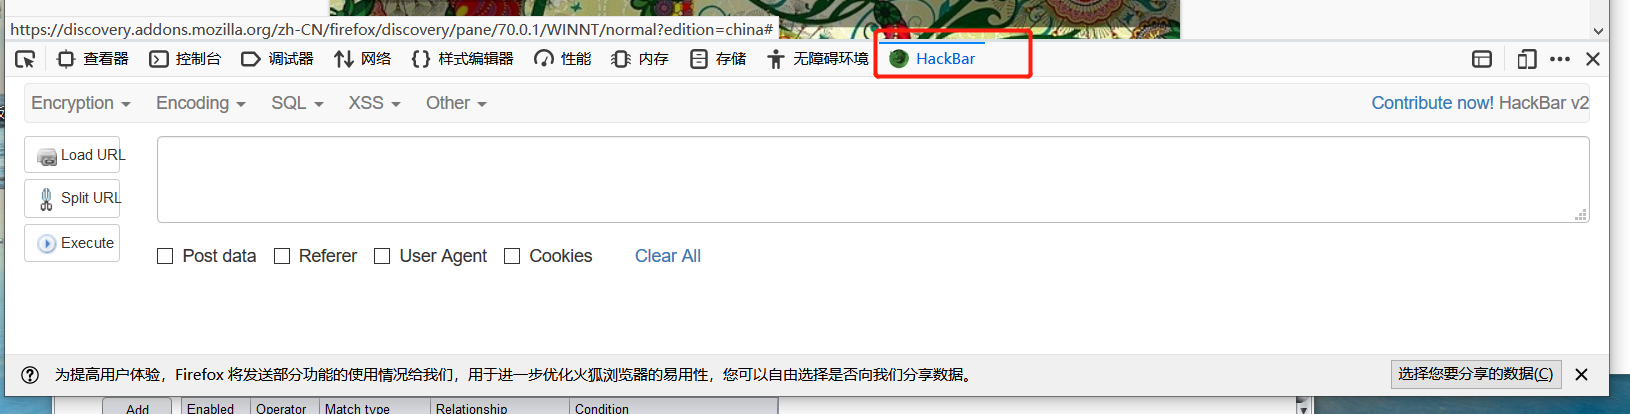 https://discovery.addons.mozilla.org/zh-CN/firefox/discovery/pane/70.0.1/WINNT/normal?edition=china#
查看器 控制台 调试器 网络 样式编辑器 性能 内存 存储 无障碍环境 HackBar
Encryption Encoding SQL XSS Other Contribute now! HackBar v2
Load URL
Split URL
Execute
Post data Referer User Agent Cookies Clear All
为提高用户体验，Firefox 将发送部分功能的使用情况给我们，用于进一步优化火狐浏览器的易用性，您可以自由选择是否向我们分享数据。 选择您要分享的数据(C)
Add Enabled Operator Match type Relationship Condition